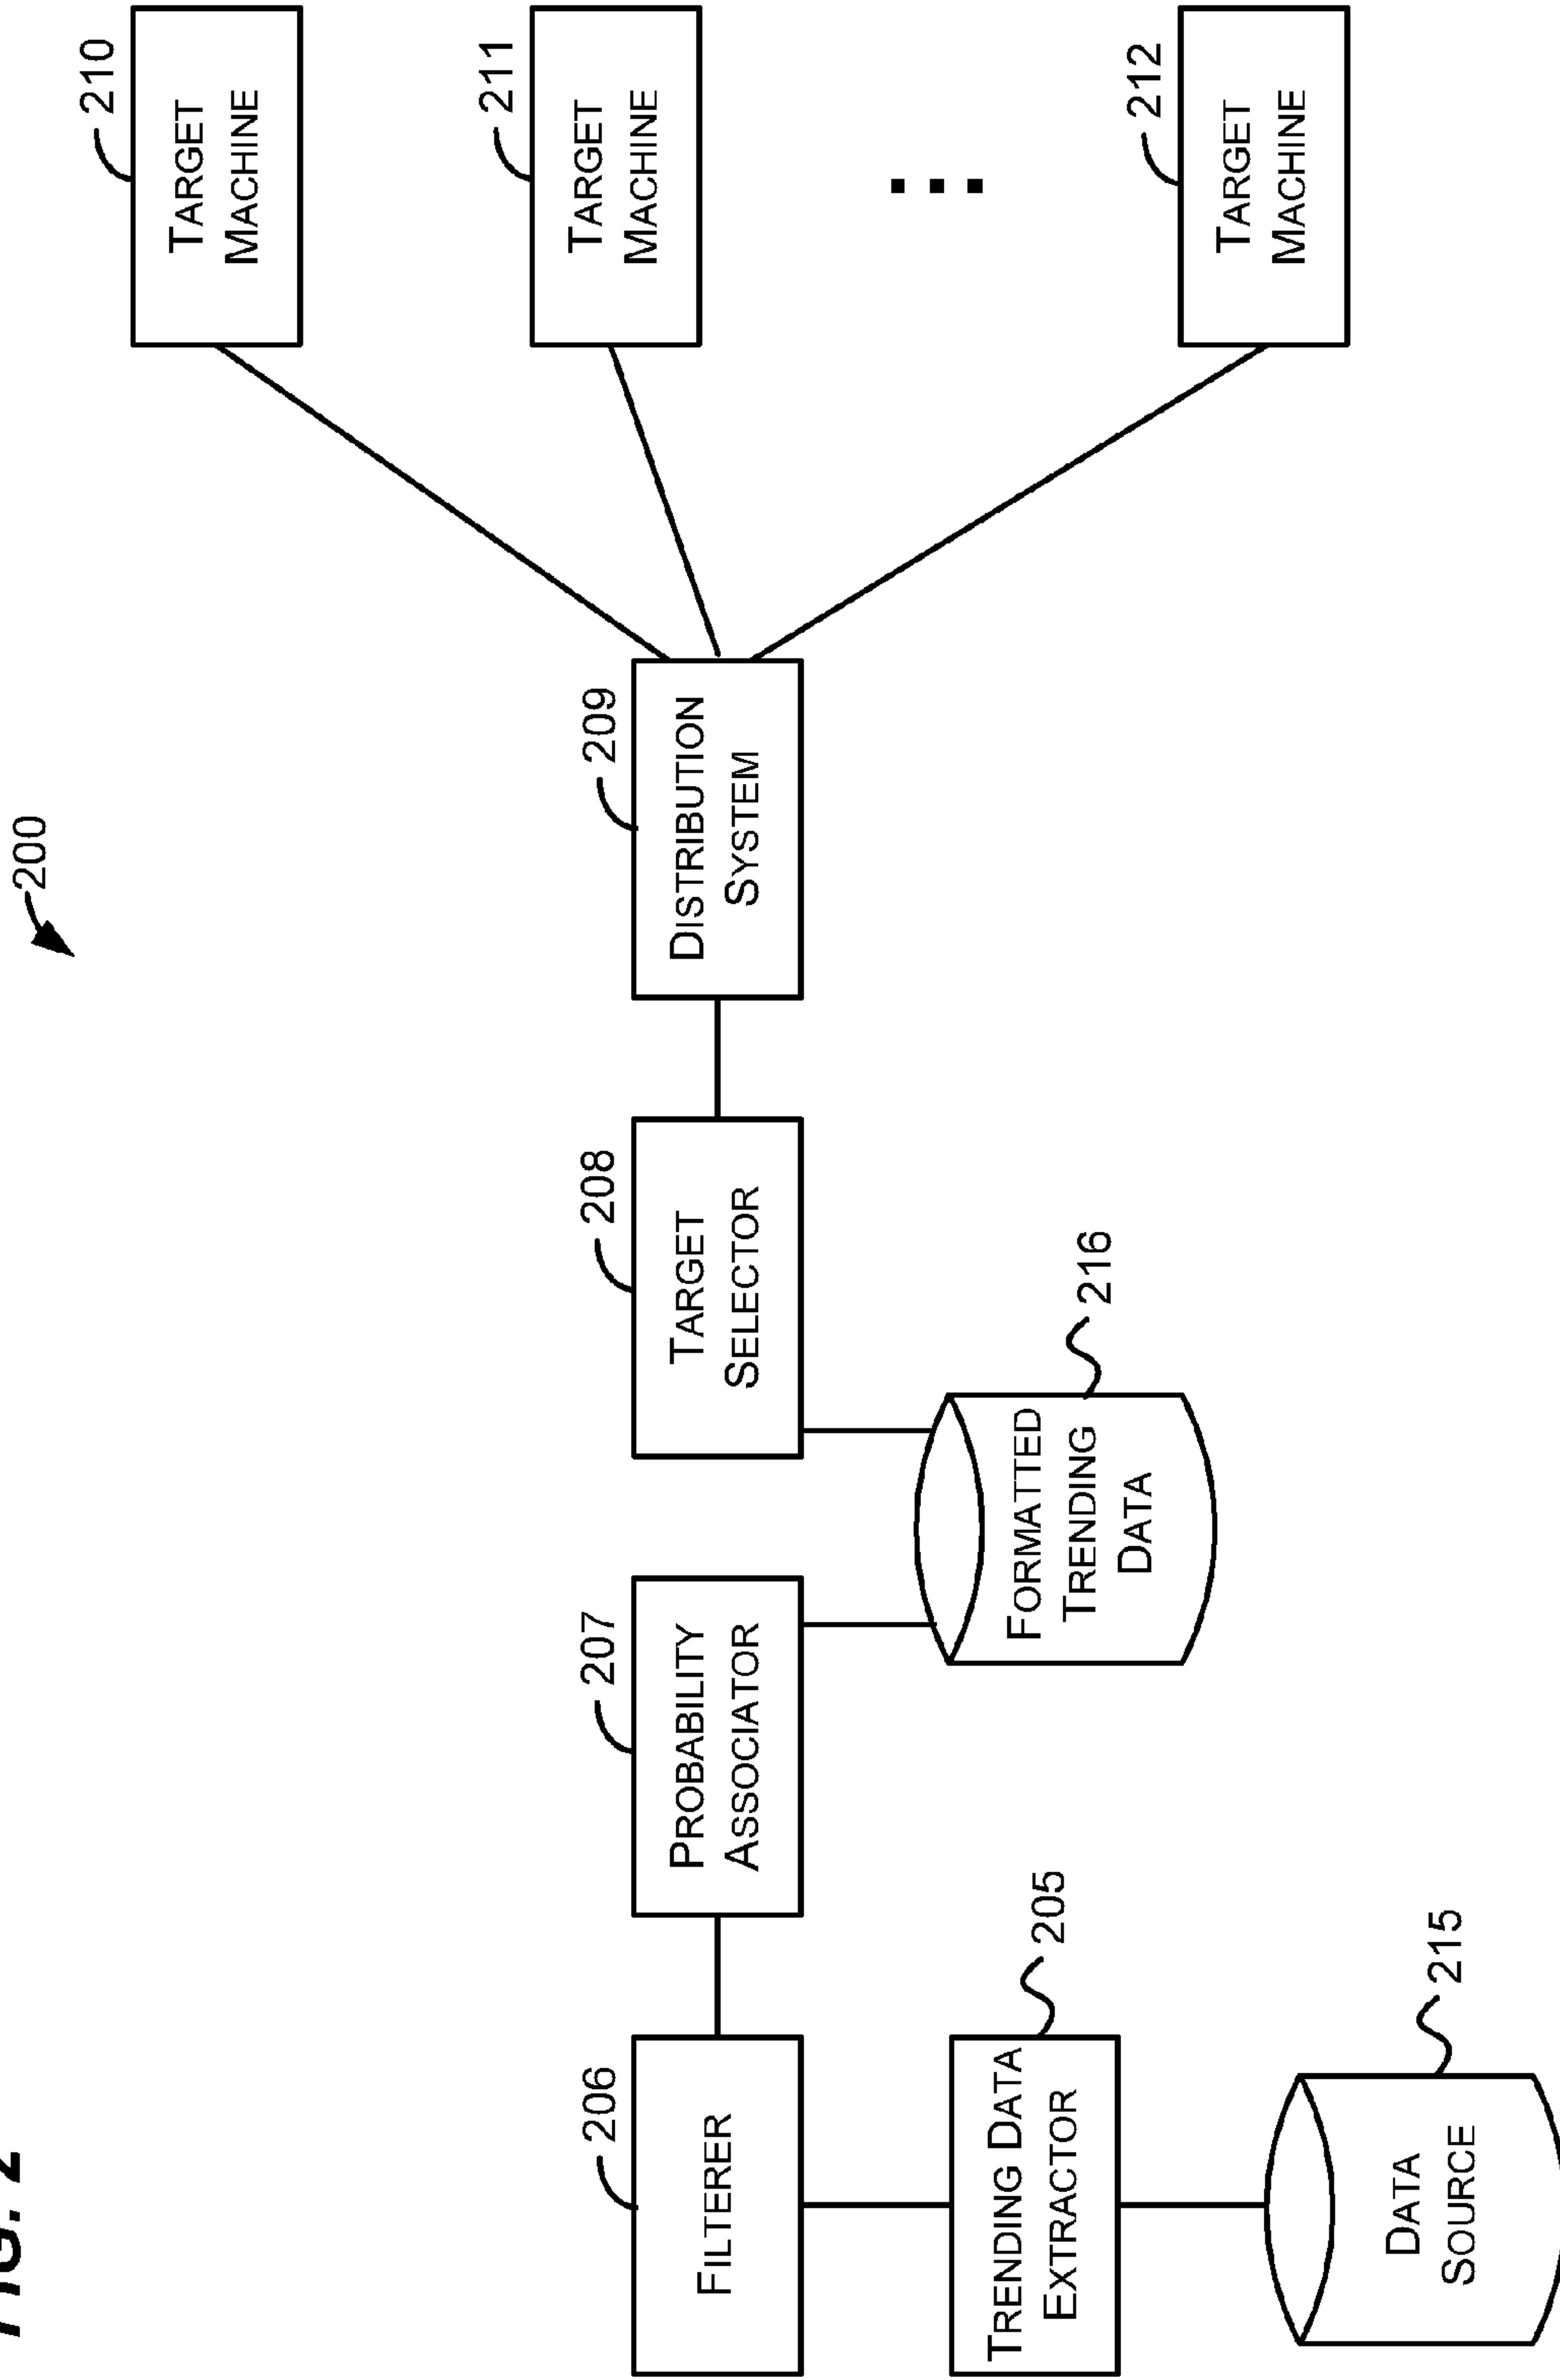 FIG. 2
200
210
TARGET
MACHINE
211
TARGET
MACHINE
212
TARGET
MACHINE
206
FILTERER
207
PROBABILITY
ASSOCIATOR
208
TARGET
SELECTOR
209
DISTRIBUTION
SYSTEM
205
TRENDING DATA
EXTRACTOR
216
FORMATTED
TRENDING
DATA
215
DATA
SOURCE